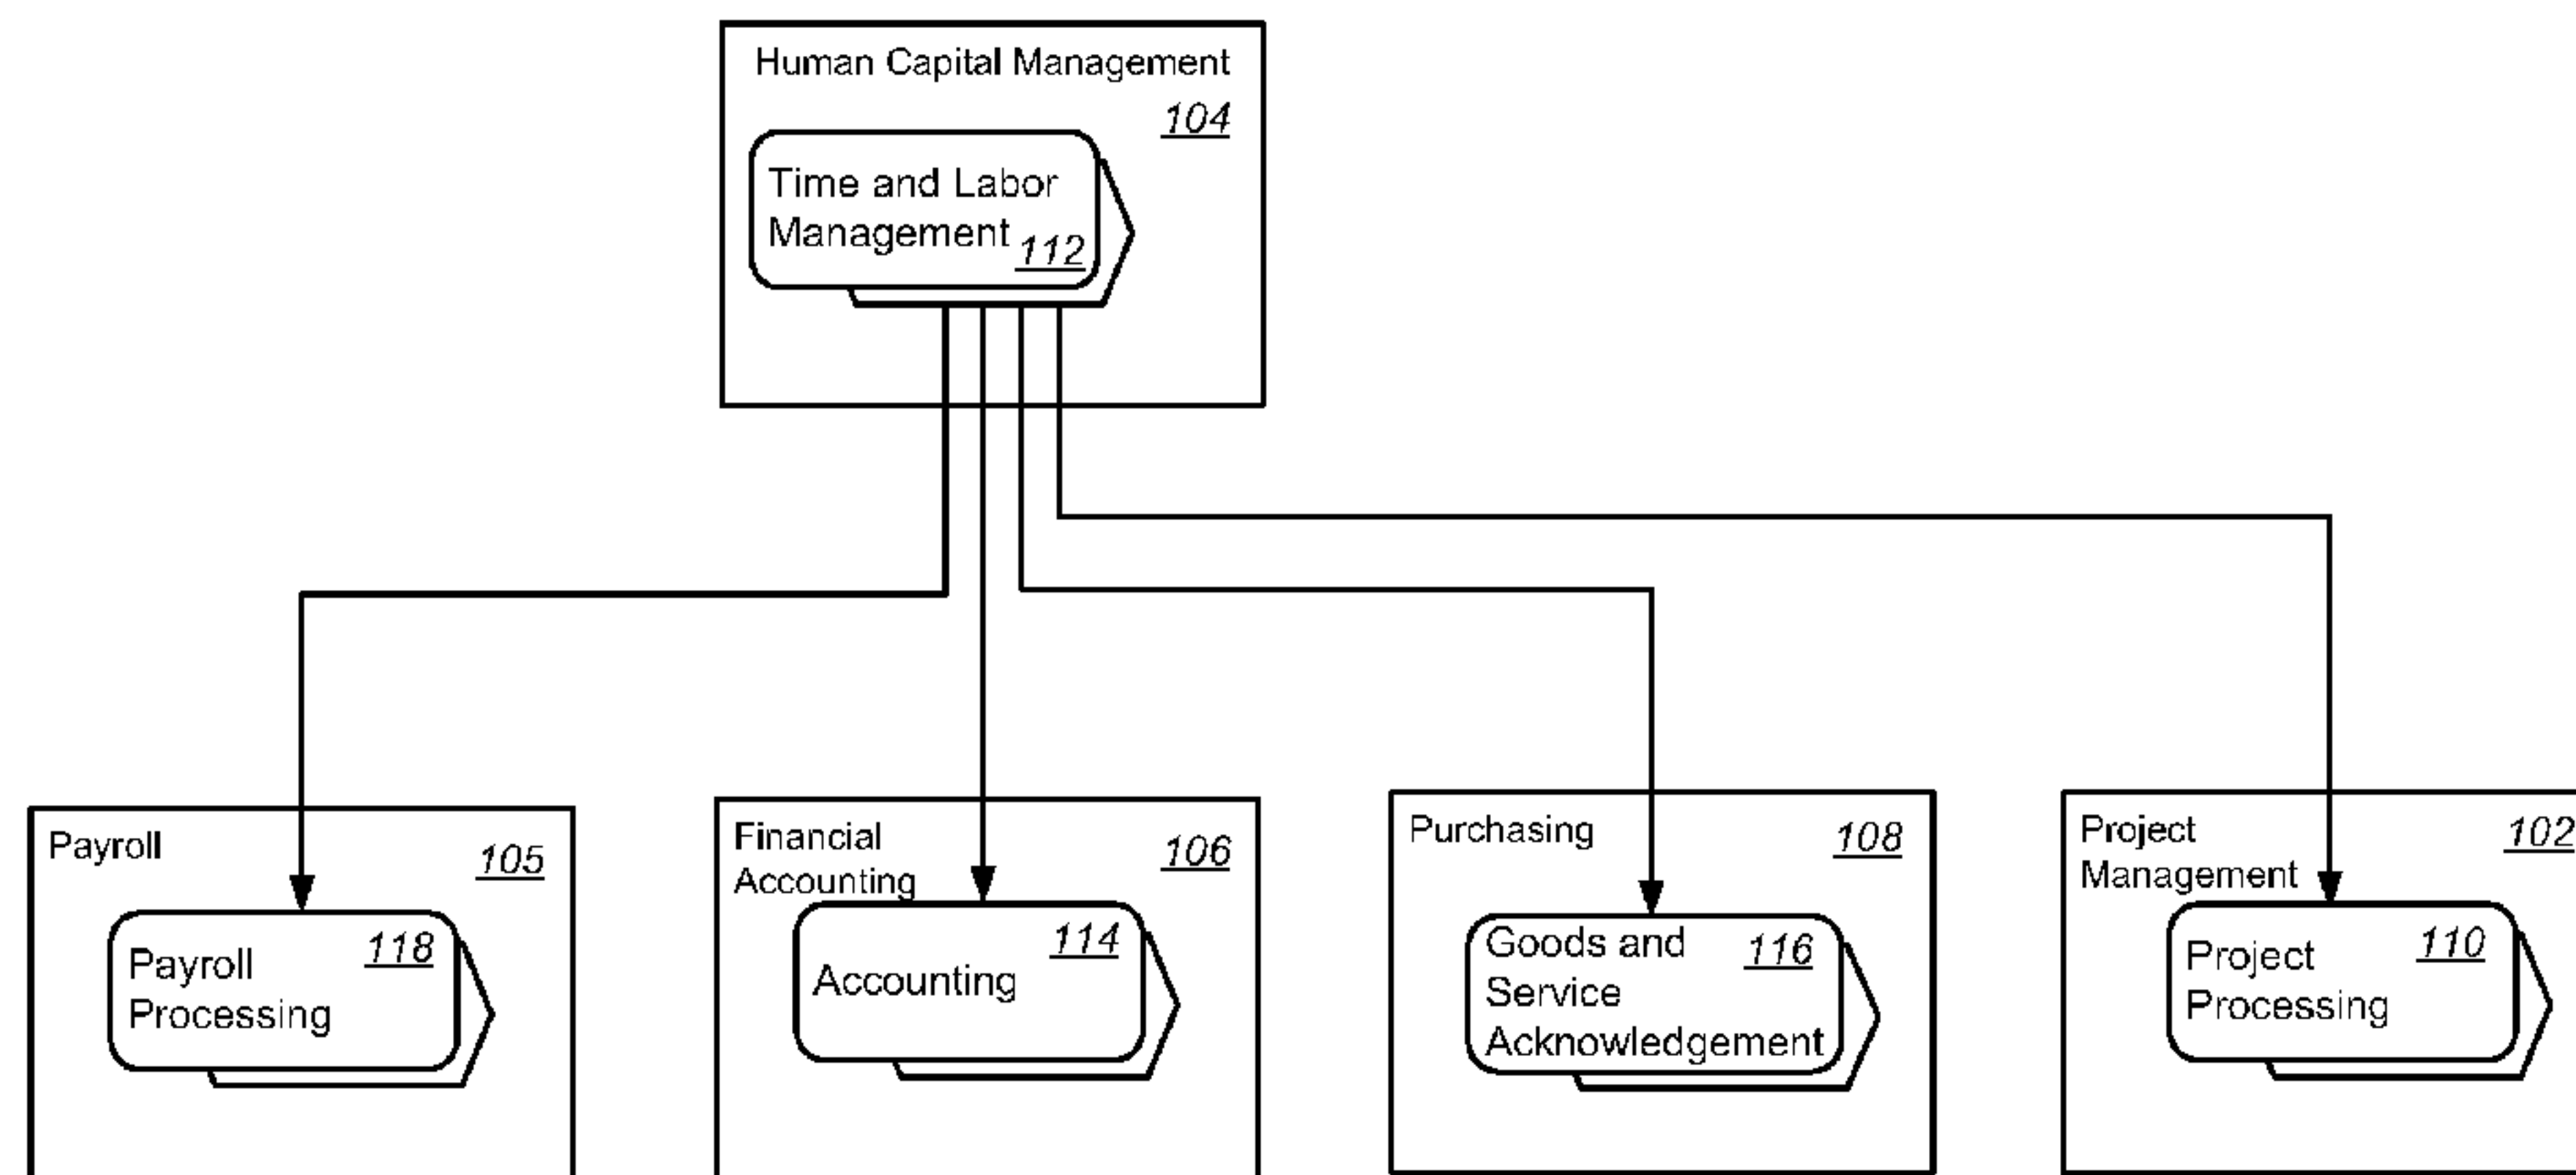 Human Capital Management
104
Time and Labor
Management 112
Payroll
105
Payroll
Processing
118
Financial
Accounting
106
Accounting
114
Purchasing
108
Goods and
Service
Acknowledgement
116
Project
Management
102
Project
Processing
110